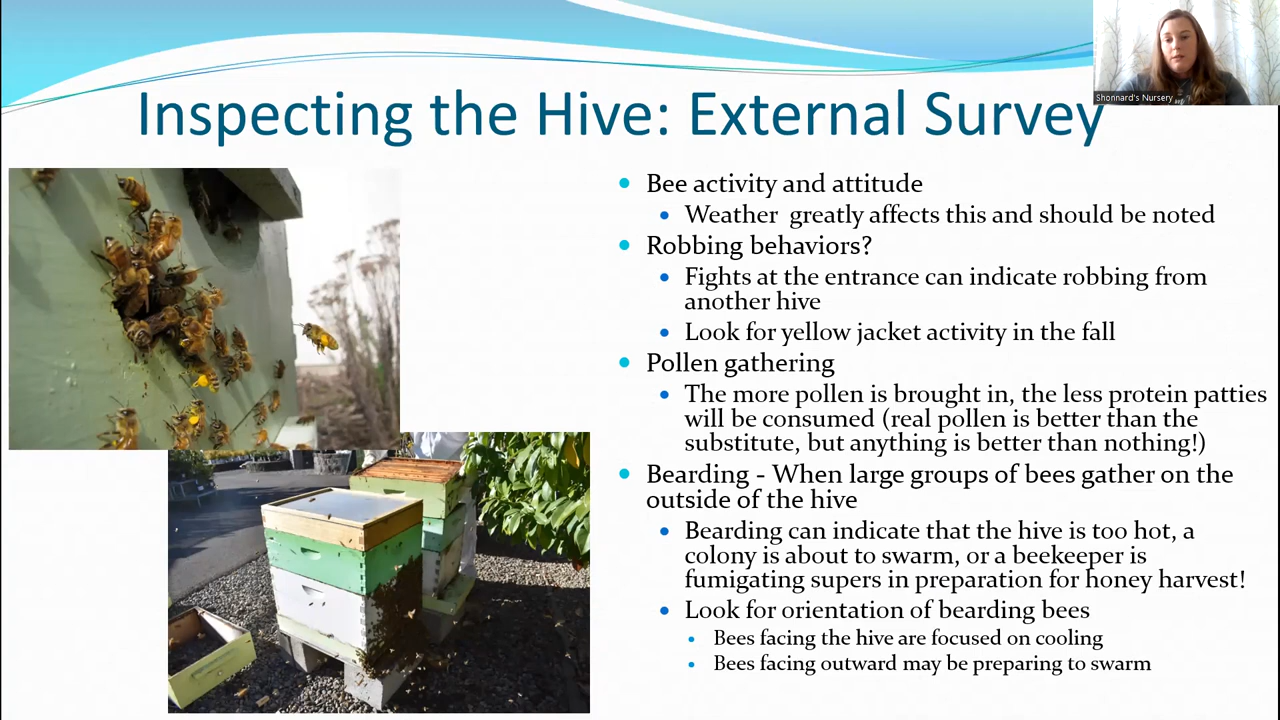 Shonnard's Nursery
Inspecting the Hive: External Survey
Bee activity and attitude
Weather greatly affects this and should be noted
Robbing behaviors?
Fights at the entrance can indicate robbing from
another hive
Look for yellow jacket activity in the fall
Pollen gathering
The more pollen is brought in, the less protein patties
will be consumed (real pollen is better than the
substitute, but anything is better than nothing!)
Bearding - When large groups of bees gather on the
outside of the hive
Bearding can indicate that the hive is too hot, a
colony is about to swarm, or a beekeeper is
fumigating supers in preparation for honey harvest!
Look for orientation of bearding bees
Bees facing the hive are focused on cooling
Bees facing outward may be preparing to swarm